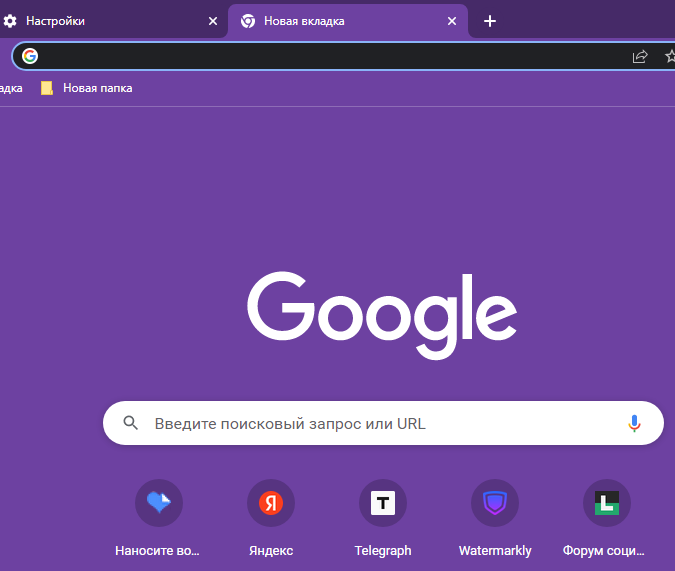 Настройки
Новая вкладка
адка
Новая папка
Google
Введите поисковый запрос или URL
Наносите во...
Яндекс
Telegraph
Watermarkly
Форум соци...